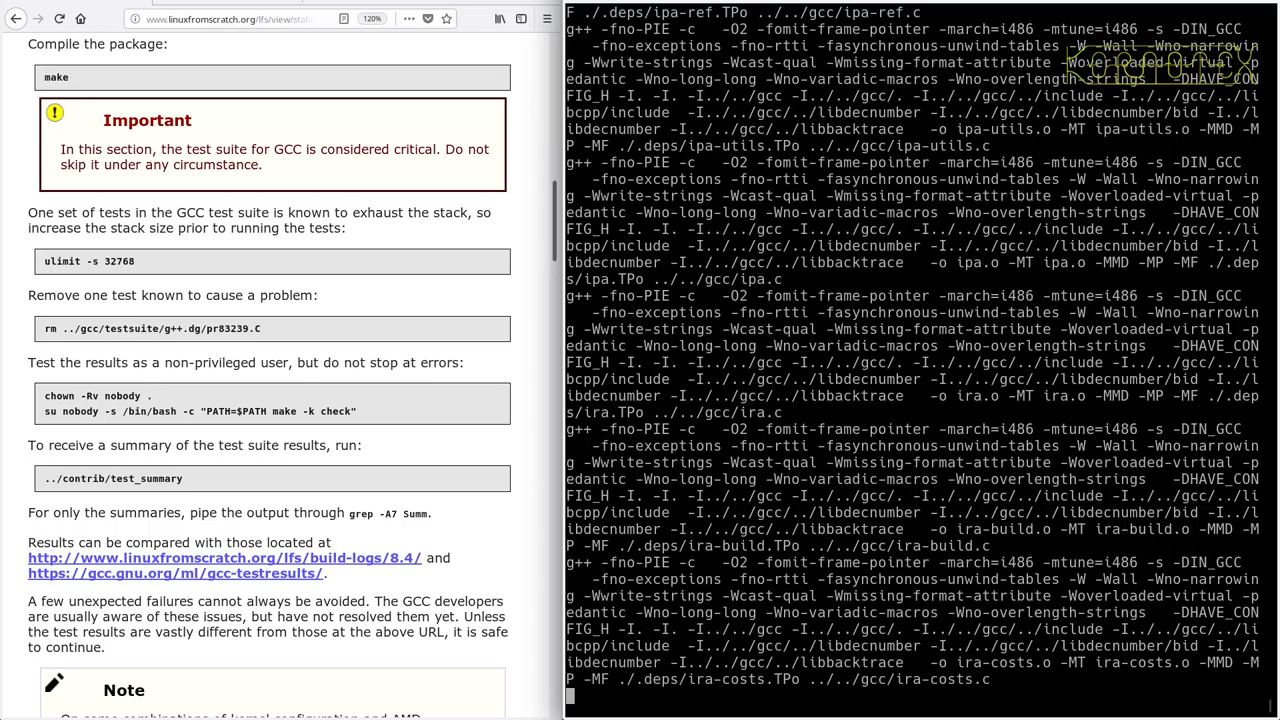 www.linuxfromscratch.org/lfs/view/stab
120%
Compile the package:
make
Important
In this section, the test suite for GCC is considered critical. Do not
skip it under any circumstance.
One set of tests in the GCC test suite is known to exhaust the stack, so
increase the stack size prior to running the tests:
ulimit -s 32768
Remove one test known to cause a problem:
rm ../gcc/testsuite/g++.dg/pr83239.C
Test the results as a non-privileged user, but do not stop at errors:
chown -Rv nobody .
su nobody -s /bin/bash -c "PATH=$PATH make -k check"
To receive a summary of the test suite results, run:
../contrib/test_summary
For only the summaries, pipe the output through grep -A7 Summ.
Results can be compared with those located at
http://www.linuxfromscratch.org/lfs/build-logs/8.4/ and
https://gcc.gnu.org/ml/gcc-testresults/.
A few unexpected failures cannot always be avoided. The GCC developers
are usually aware of these issues, but have not resolved them yet. Unless
the test results are vastly different from those at the above URL, it is safe
to continue.
Note
F ./.deps/ipa-ref.TPo ../../gcc/ipa-ref.c
g++ -fno-PIE -c   -O2 -fomit-frame-pointer -march=i486 -mtune=i486 -s -DIN_GCC
-fno-exceptions -fno-rtti -fasynchronous-unwind-tables -W -Wall -Wno-narrowin
g -Wwrite-strings -Wcast-qual -Wmissing-format-attribute -Woverloaded-virtual -p
edantic -Wno-long-long -Wno-variadic-macros -Wno-overlength-strings   -DHAVE_CON
FIG_H -I. -I. -I../../gcc -I../../gcc/. -I../../gcc/../include -I../../gcc/../li
bcpp/include  -I../../gcc/../libdecnumber -I../../gcc/../libdecnumber/bid -I../l
ibdecnumber -I../../gcc/../libbacktrace   -o ipa-utils.o -MT ipa-utils.o -MMD -M
P -MF ./.deps/ipa-utils.TPo ../../gcc/ipa-utils.c
g++ -fno-PIE -c   -O2 -fomit-frame-pointer -march=i486 -mtune=i486 -s -DIN_GCC
-fno-exceptions -fno-rtti -fasynchronous-unwind-tables -W -Wall -Wno-narrowin
g -Wwrite-strings -Wcast-qual -Wmissing-format-attribute -Woverloaded-virtual -p
edantic -Wno-long-long -Wno-variadic-macros -Wno-overlength-strings   -DHAVE_CON
FIG_H -I. -I. -I../../gcc -I../../gcc/. -I../../gcc/../include -I../../gcc/../li
bcpp/include  -I../../gcc/../libdecnumber -I../../gcc/../libdecnumber/bid -I../l
ibdecnumber -I../../gcc/../libbacktrace   -o ipa.o -MT ipa.o -MMD -MP -MF ./.dep
s/ipa.TPo ../../gcc/ipa.c
g++ -fno-PIE -c   -O2 -fomit-frame-pointer -march=i486 -mtune=i486 -s -DIN_GCC
-fno-exceptions -fno-rtti -fasynchronous-unwind-tables -W -Wall -Wno-narrowin
g -Wwrite-strings -Wcast-qual -Wmissing-format-attribute -Woverloaded-virtual -p
edantic -Wno-long-long -Wno-variadic-macros -Wno-overlength-strings   -DHAVE_CON
FIG_H -I. -I. -I../../gcc -I../../gcc/. -I../../gcc/../include -I../../gcc/../li
bcpp/include  -I../../gcc/../libdecnumber -I../../gcc/../libdecnumber/bid -I../l
ibdecnumber -I../../gcc/../libbacktrace   -o ira.o -MT ira.o -MMD -MP -MF ./.dep
s/ira.TPo ../../gcc/ira.c
g++ -fno-PIE -c   -O2 -fomit-frame-pointer -march=i486 -mtune=i486 -s -DIN_GCC
-fno-exceptions -fno-rtti -fasynchronous-unwind-tables -W -Wall -Wno-narrowin
g -Wwrite-strings -Wcast-qual -Wmissing-format-attribute -Woverloaded-virtual -p
edantic -Wno-long-long -Wno-variadic-macros -Wno-overlength-strings   -DHAVE_CON
FIG_H -I. -I. -I../../gcc -I../../gcc/. -I../../gcc/../include -I../../gcc/../li
bcpp/include  -I../../gcc/../libdecnumber -I../../gcc/../libdecnumber/bid -I../l
ibdecnumber -I../../gcc/../libbacktrace   -o ira-build.o -MT ira-build.o -MMD -M
P -MF ./.deps/ira-build.TPo ../../gcc/ira-build.c
g++ -fno-PIE -c   -O2 -fomit-frame-pointer -march=i486 -mtune=i486 -s -DIN_GCC
-fno-exceptions -fno-rtti -fasynchronous-unwind-tables -W -Wall -Wno-narrowin
g -Wwrite-strings -Wcast-qual -Wmissing-format-attribute -Woverloaded-virtual -p
edantic -Wno-long-long -Wno-variadic-macros -Wno-overlength-strings   -DHAVE_CON
FIG_H -I. -I. -I../../gcc -I../../gcc/. -I../../gcc/../include -I../../gcc/../li
bcpp/include  -I../../gcc/../libdecnumber -I../../gcc/../libdecnumber/bid -I../l
ibdecnumber -I../../gcc/../libbacktrace   -o ira-costs.o -MT ira-costs.o -MMD -M
P -MF ./.deps/ira-costs.TPo ../../gcc/ira-costs.c